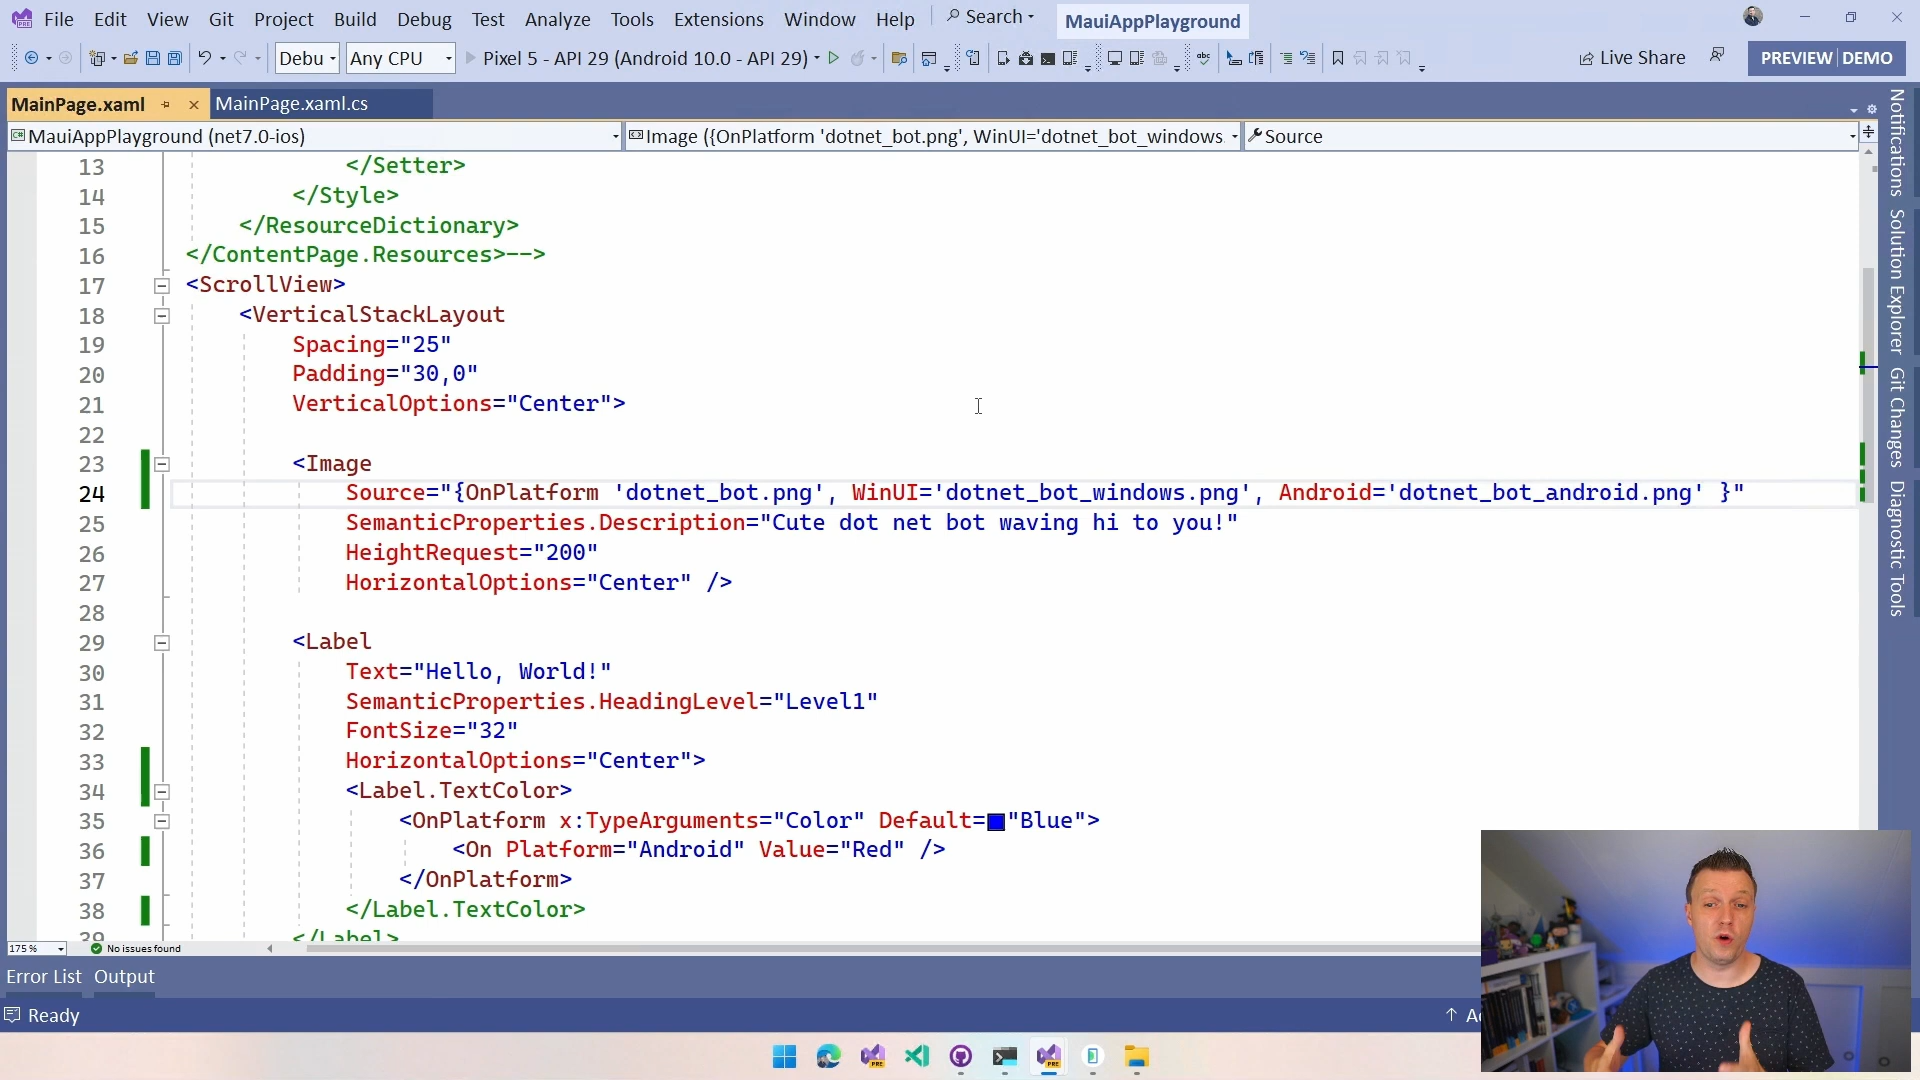 File Edit View Git Project Build Debug Test Analyze Tools Extensions Window Help Search MauiAppPlayground
Debu Any CPU Pixel 5 - API 29 (Android 10.0 - API 29) Live Share PREVIEW DEMO
MainPage.xaml MainPage.xaml.cs
MauiAppPlayground (net7.0-ios) Image ({OnPlatform 'dotnet_bot.png', WinUI='dotnet_bot_windows. Source
13 </Setter>
14 </Style>
15 </ResourceDictionary>
16 </ContentPage.Resources>-->
17 <ScrollView>
18 <VerticalStackLayout
19 Spacing="25"
20 Padding="30,0"
21 VerticalOptions="Center">
22
23 <Image
24 Source="{OnPlatform 'dotnet_bot.png', WinUI='dotnet_bot_windows.png', Android='dotnet_bot_android.png' }"
25 SemanticProperties.Description="Cute dot net bot waving hi to you!"
26 HeightRequest="200"
27 HorizontalOptions="Center" />
28
29 <Label
30 Text="Hello, World!"
31 SemanticProperties.HeadingLevel="Level1"
32 FontSize="32"
33 HorizontalOptions="Center">
34 <Label.TextColor>
35 <OnPlatform x:TypeArguments="Color" Default="Blue">
36 <On Platform="Android" Value="Red" />
37 </OnPlatform>
38 </Label.TextColor>
39 </Label>
175 % No issues found
Error List Output
Ready
Notifications
Solution Explorer
Git Changes
Diagnostic Tools